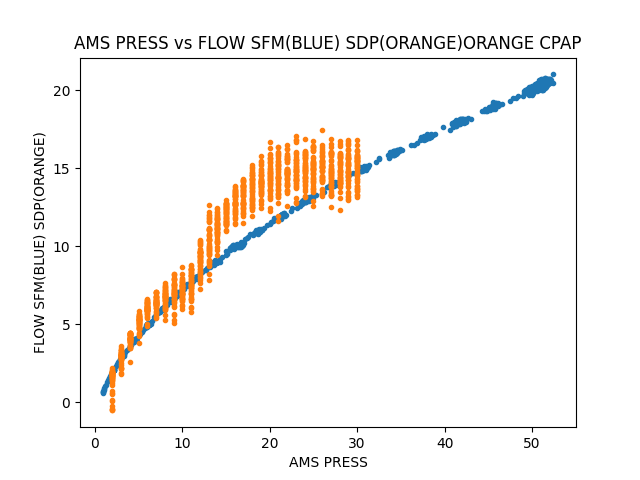 AMS PRESS vs FLOW SFM(BLUE) SDP(ORANGE)ORANGE CPAP
20
15
10
5
0
FLOW SFM(BLUE) SDP(ORANGE)
0 10 20 30 40 50
AMS PRESS